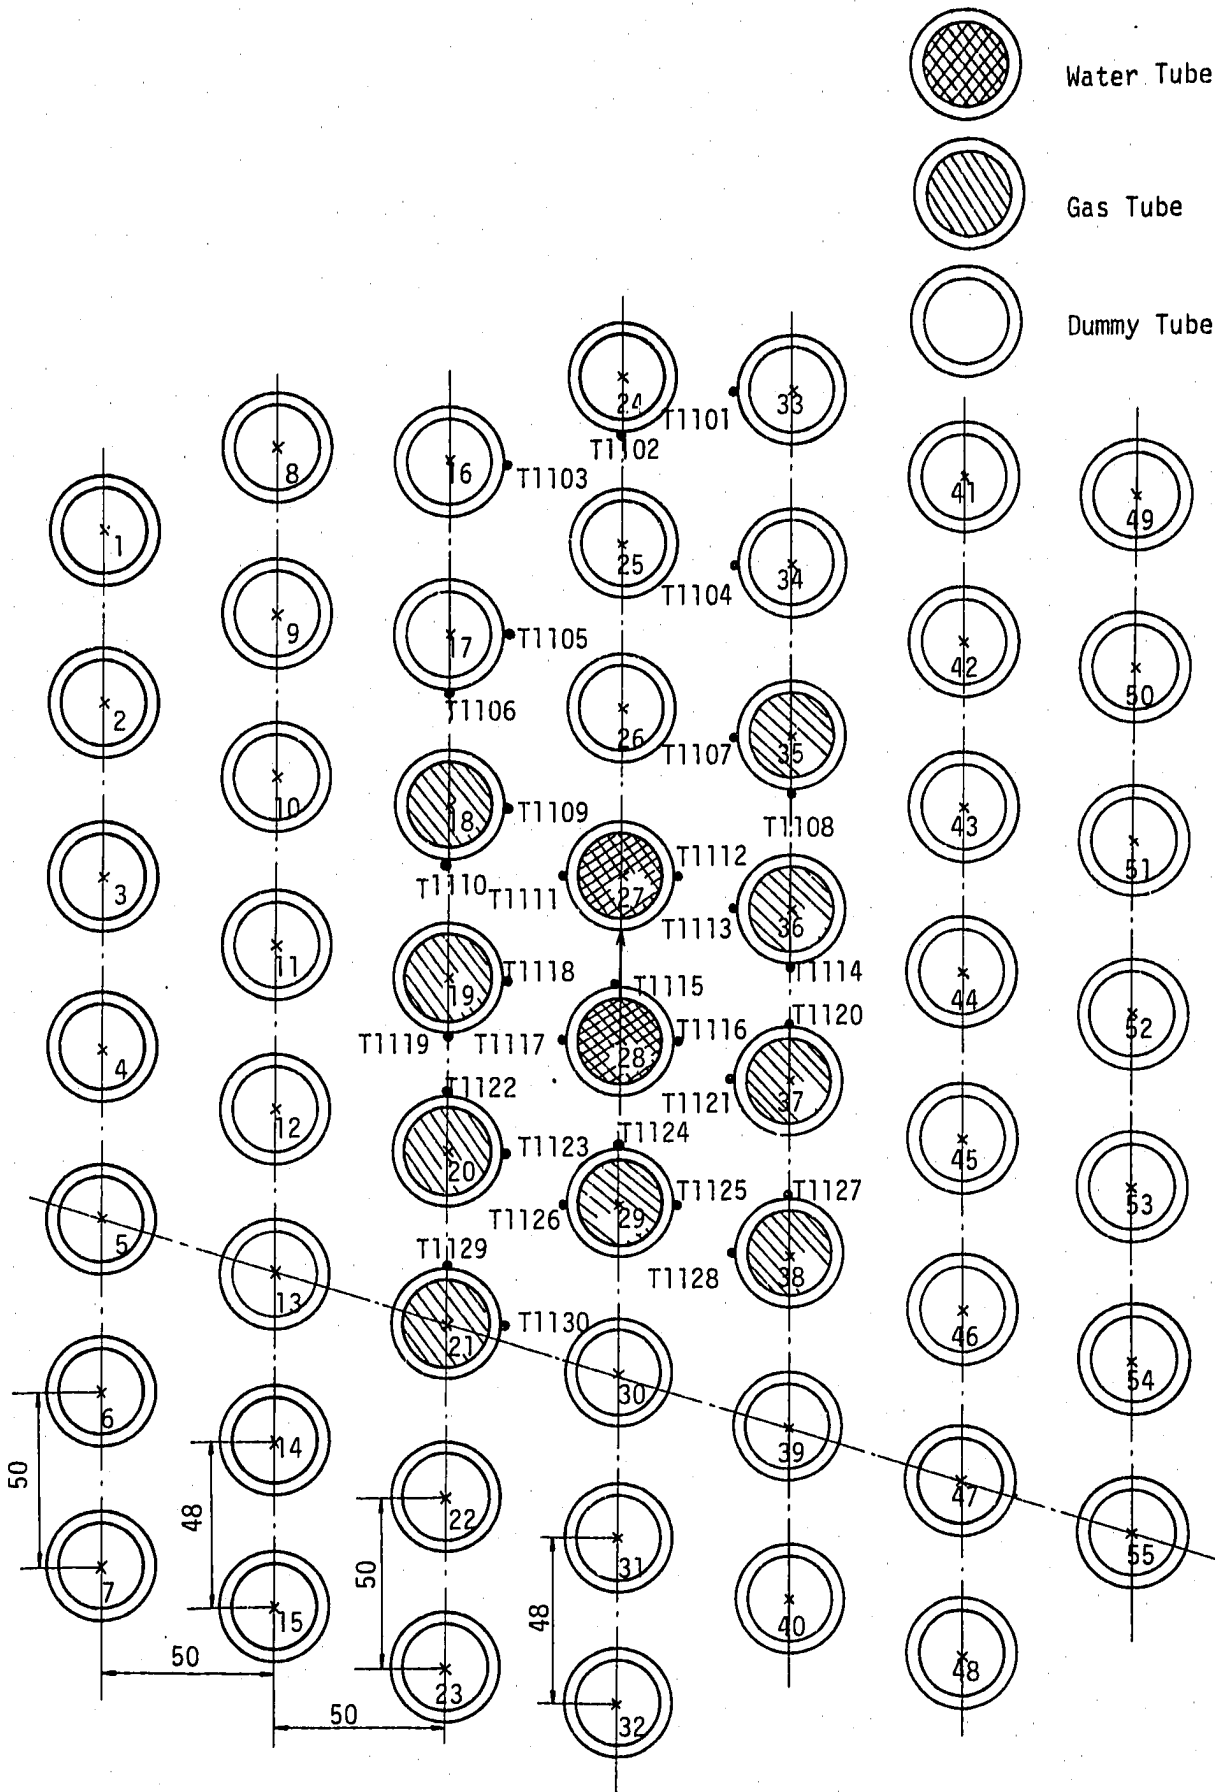 Water Tube
Gas Tube
Dummy Tube
24
T1101
33
T1102
8
16
T1103
41
49
1
25
T1104
34
9
17
T1105
42
50
2
T1106
26
T1107
35
10
18
T1109
T1108
43
51
3
T1110
T1111
27
T1112
T1113
36
11
19
T1118
T1115
T1114
44
52
4
T1119
T1117
28
T1116
T1120
12
T1122
T1121
37
45
20
T1123
T1124
5
T1126
29
T1125
T1127
53
13
T1129
T1128
38
46
21
T1130
30
54
6
14
39
47
50
48
22
31
55
7
50
15
48
40
50
23
32
48
50